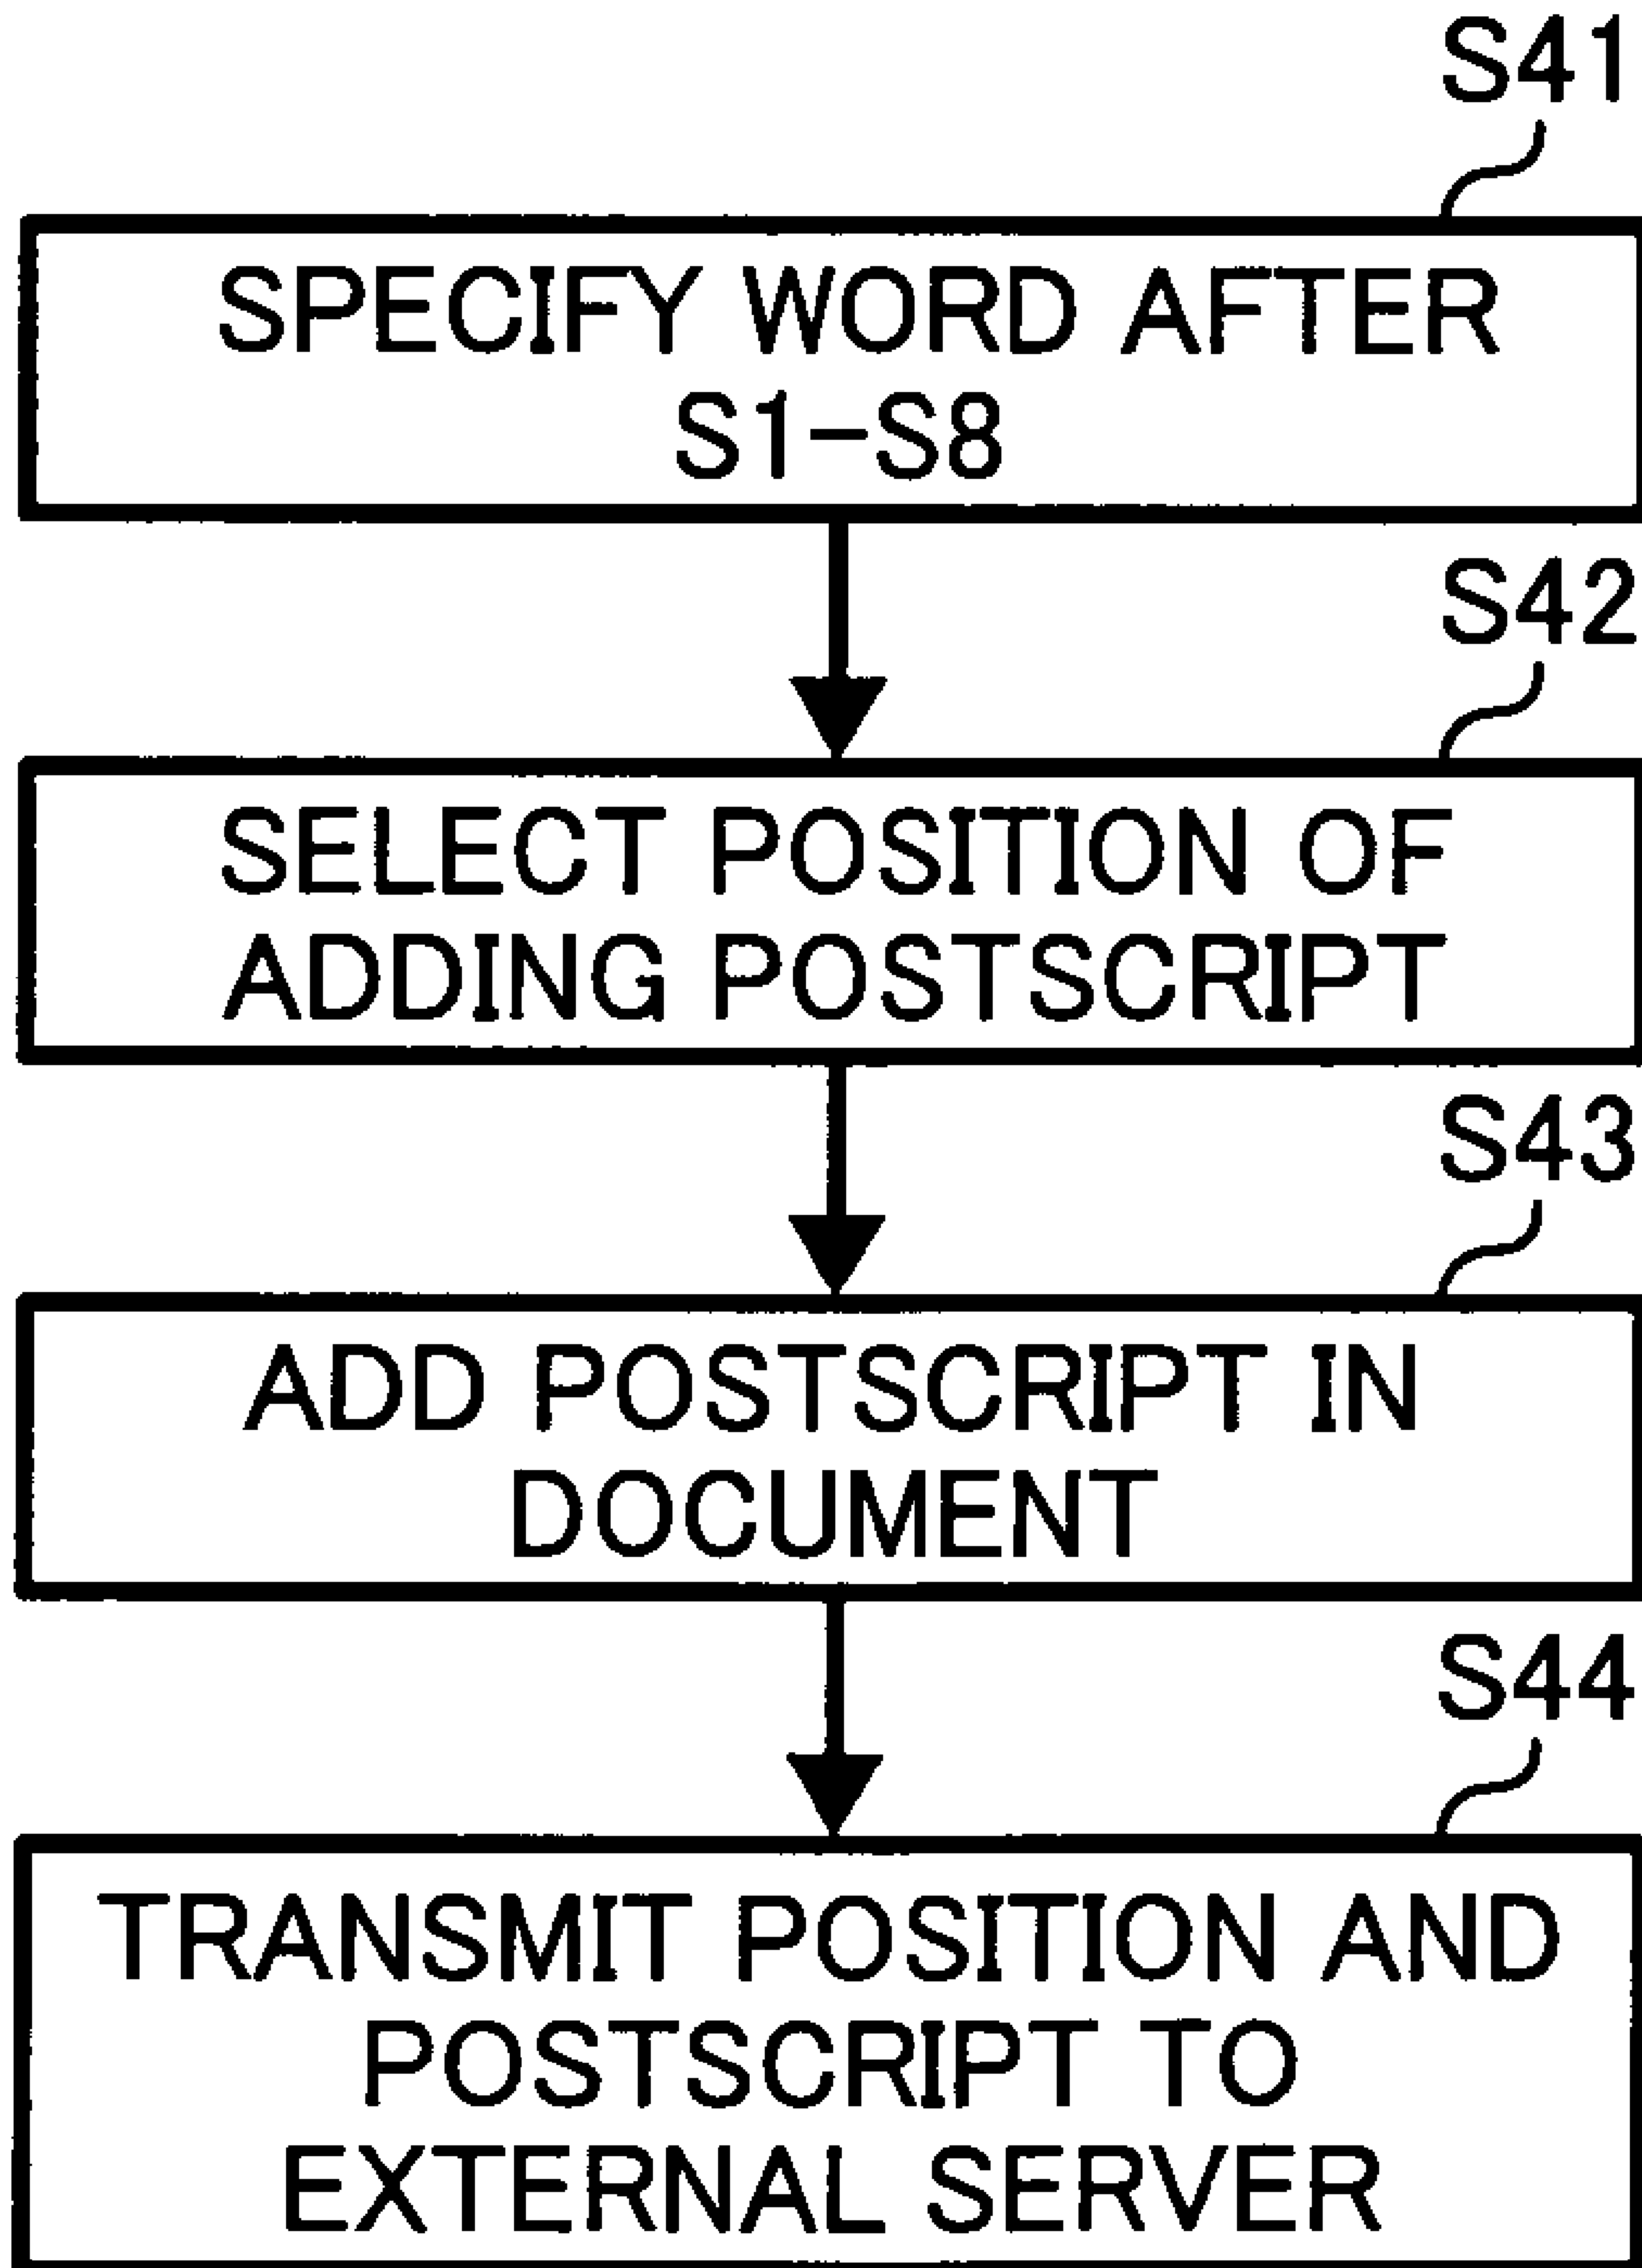 S41
SPECIFY WORD AFTER
S1-S8
S42
SELECT POSITION OF
ADDING POSTSCRIPT
S43
ADD POSTSCRIPT IN
DOCUMENT
S44
TRANSMIT POSITION AND
POSTSCRIPT TO
EXTERNAL SERVER